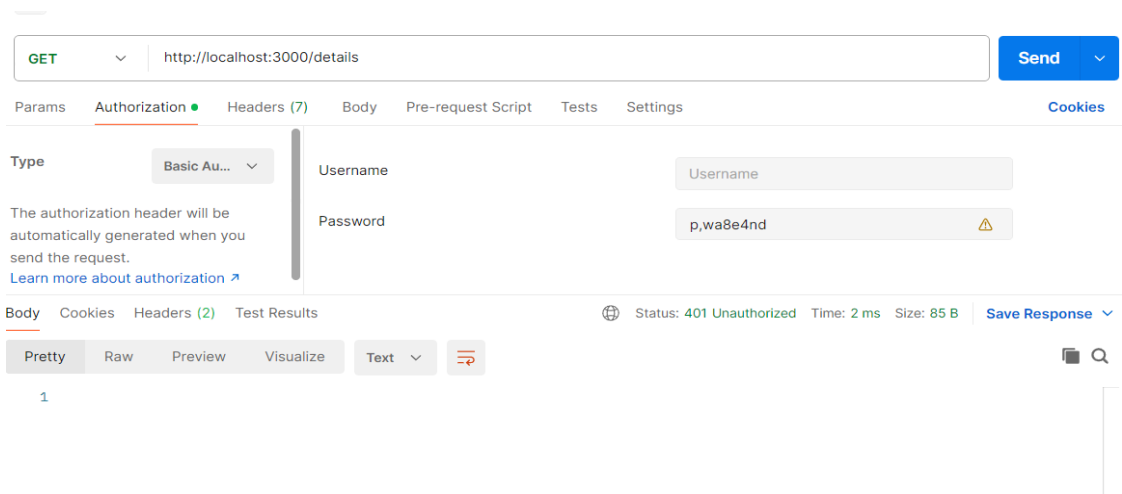 GET http://localhost:3000/details Send
Params Authorization Headers (7) Body Pre-request Script Tests Settings Cookies
Type Basic Au... Username Username
The authorization header will be
automatically generated when you
send the request.
Learn more about authorization ↗
Password p,wa8e4nd
Body Cookies Headers (2) Test Results Status: 401 Unauthorized Time: 2 ms Size: 85 B Save Response
Pretty Raw Preview Visualize Text
1